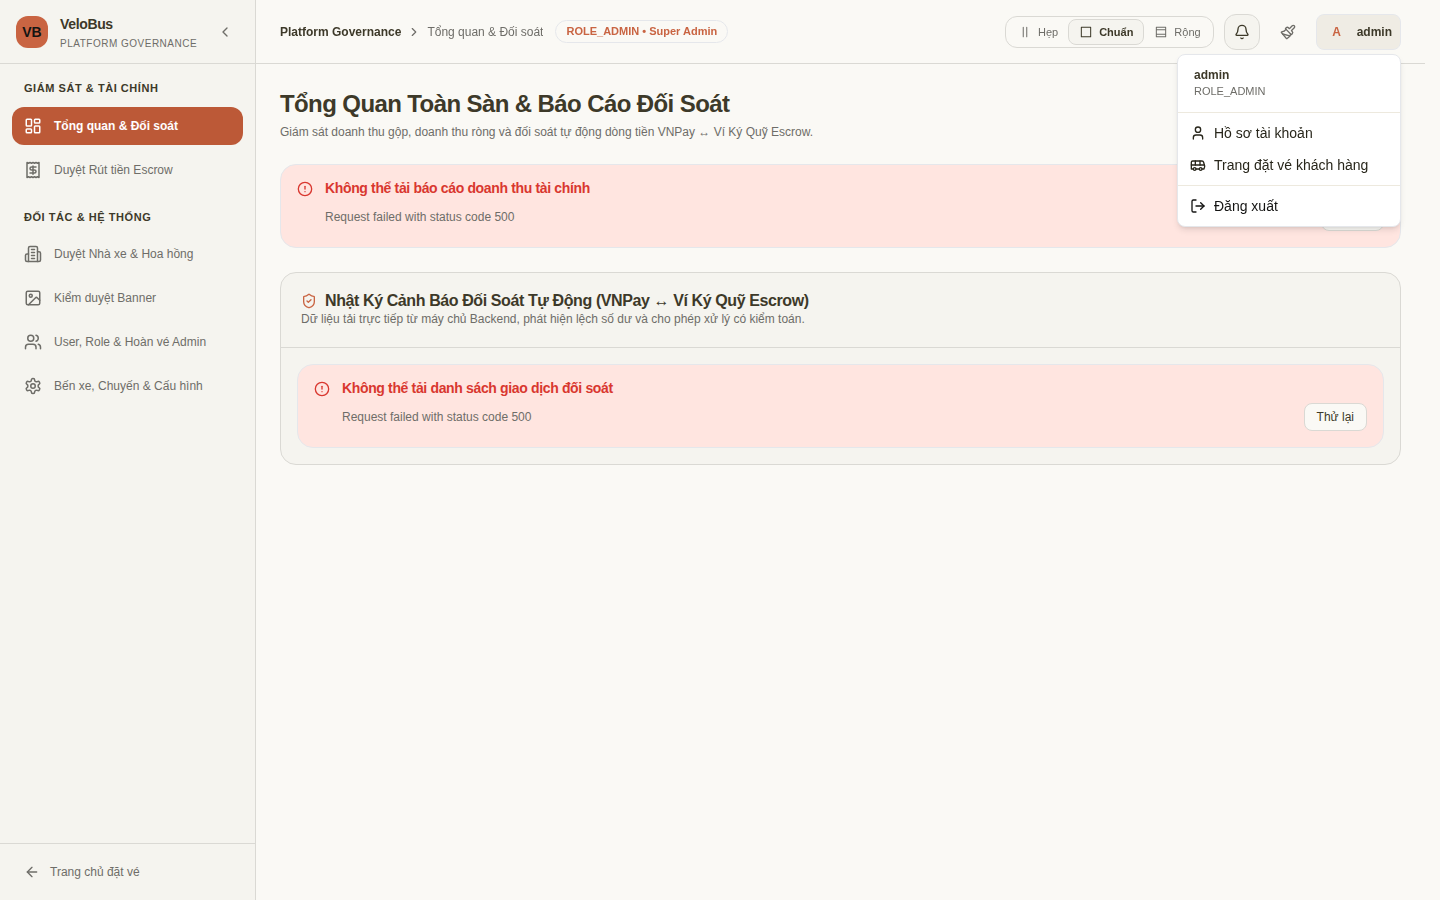 VB
VeloBus
PLATFORM GOVERNANCE
GIÁM SÁT & TÀI CHÍNH
Tổng quan & Đối soát
Duyệt Rút tiền Escrow
ĐỐI TÁC & HỆ THỐNG
Duyệt Nhà xe & Hoa hồng
Kiểm duyệt Banner
User, Role & Hoàn vé Admin
Bến xe, Chuyến & Cấu hình
Trang chủ đặt vé
Platform Governance
Tổng quan & Đối soát
ROLE_ADMIN • Super Admin
Hẹp
Chuẩn
Rộng
A
admin
admin
ROLE_ADMIN
Hồ sơ tài khoản
Trang đặt vé khách hàng
Đăng xuất
Tổng Quan Toàn Sàn & Báo Cáo Đối Soát
Giám sát doanh thu gộp, doanh thu ròng và đối soát tự động dòng tiền VNPay ↔ Ví Ký Quỹ Escrow.
Không thể tải báo cáo doanh thu tài chính
Request failed with status code 500
Nhật Ký Cảnh Báo Đối Soát Tự Động (VNPay ↔ Ví Ký Quỹ Escrow)
Dữ liệu tải trực tiếp từ máy chủ Backend, phát hiện lệch số dư và cho phép xử lý có kiểm toán.
Không thể tải danh sách giao dịch đối soát
Request failed with status code 500
Thử lại